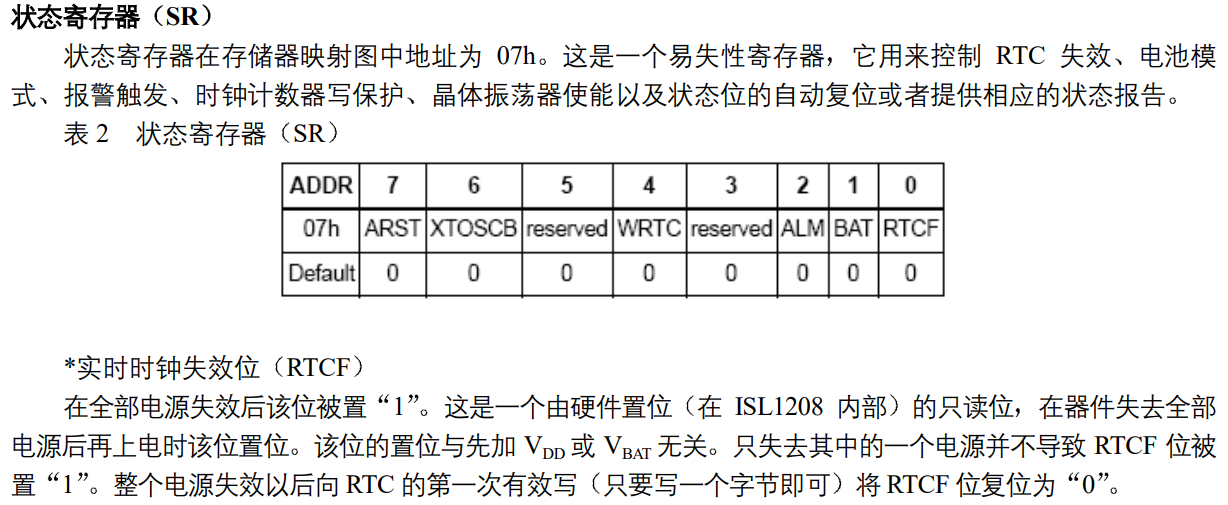 状态寄存器（SR）
状态寄存器在存储器映射图中地址为 07h。这是一个易失性寄存器，它用来控制 RTC 失效、电池模
式、报警触发、时钟计数器写保护、晶体振荡器使能以及状态位的自动复位或者提供相应的状态报告。
表 2 状态寄存器（SR）
ADDR 7 6 5 4 3 2 1 0
07h ARST XTOSCB reserved WRTC reserved ALM BAT RTCF
Default 0 0 0 0 0 0 0 0
*实时时钟失效位（RTCF）
在全部电源失效后该位被置“1”。这是一个由硬件置位（在 ISL1208 内部）的只读位，在器件失去全部
电源后再上电时该位置位。该位的置位与先加 VDD 或 VBAT 无关。只失去其中的一个电源并不导致 RTCF 位被
置“1”。整个电源失效以后向 RTC 的第一次有效写（只要写一个字节即可）将 RTCF 位复位为“0”。